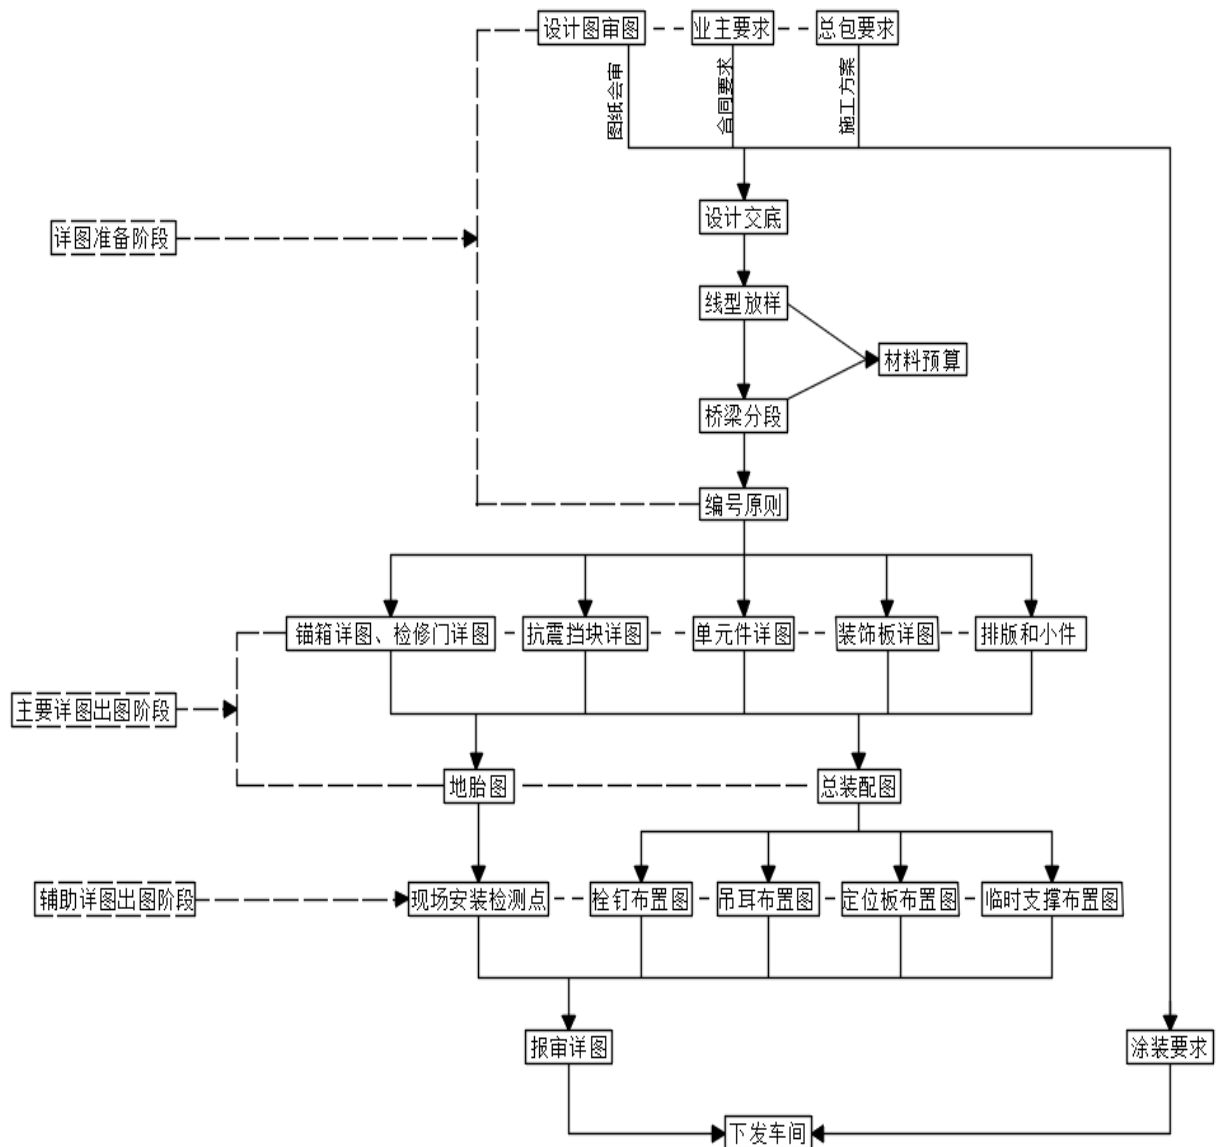 设计图审图
业主要求
总包要求
图纸会审
合同要求
施工方案
设计交底
详图准备阶段
线型放样
材料预算
桥梁分段
编号原则
锚箱详图、检修门详图
抗震挡块详图
单元件详图
装饰板详图
排版和小件
主要详图出图阶段
地胎图
总装配图
辅助详图出图阶段
现场安装检测点
栓钉布置图
吊耳布置图
定位板布置图
临时支撑布置图
报审详图
涂装要求
下发车间